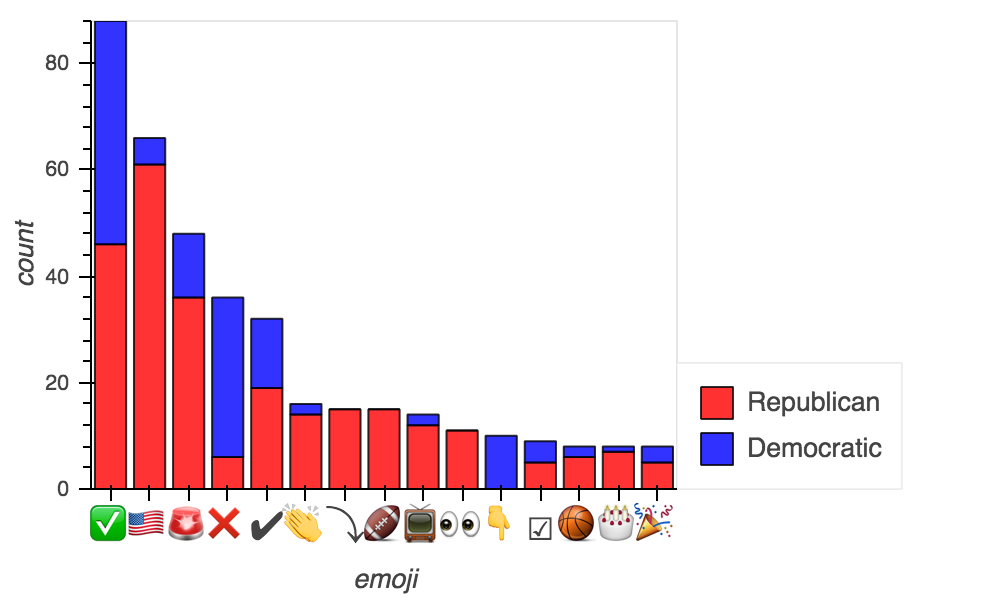 count
80
60
40
20
0
✅ 🇺🇸 🚨 ❌ ✔ 👏 ⤵ 🏈 📺 👀 👇 ☑ 🏀 🎂 🎉
emoji
Republican
Democratic